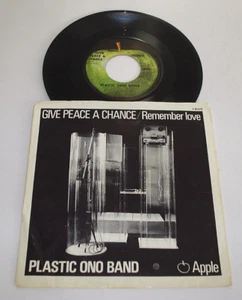 GIVE PEACE A CHANCE/Remember love
PLASTIC ONO BAND
Apple